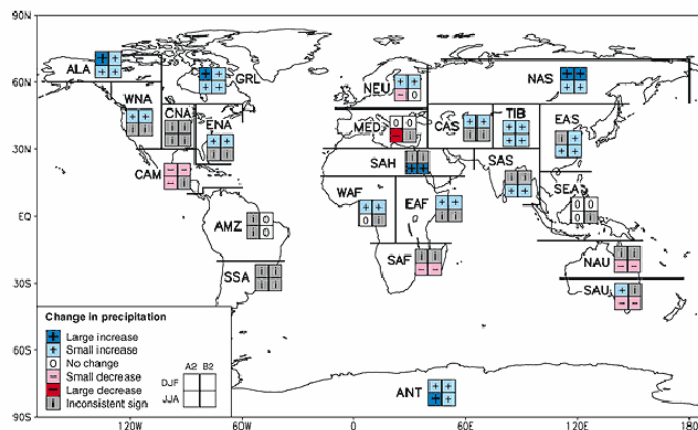 90N
60N
30N
EQ
30S
60S
90S
ALA
GRL
WNA
CNA
ENA
CAM
AMZ
SSA
NEU
MED
SAH
WAF
EAF
SAF
CAS
TIB
NAS
EAS
SAS
SEA
NAU
SAU
ANT
Change in precipitation
+ Large increase
+ Small increase
0 No change
− Small decrease
− Large decrease
i Inconsistent sign
A2 B2
DJF
JJA
120W 60W 0 60E 120E 180